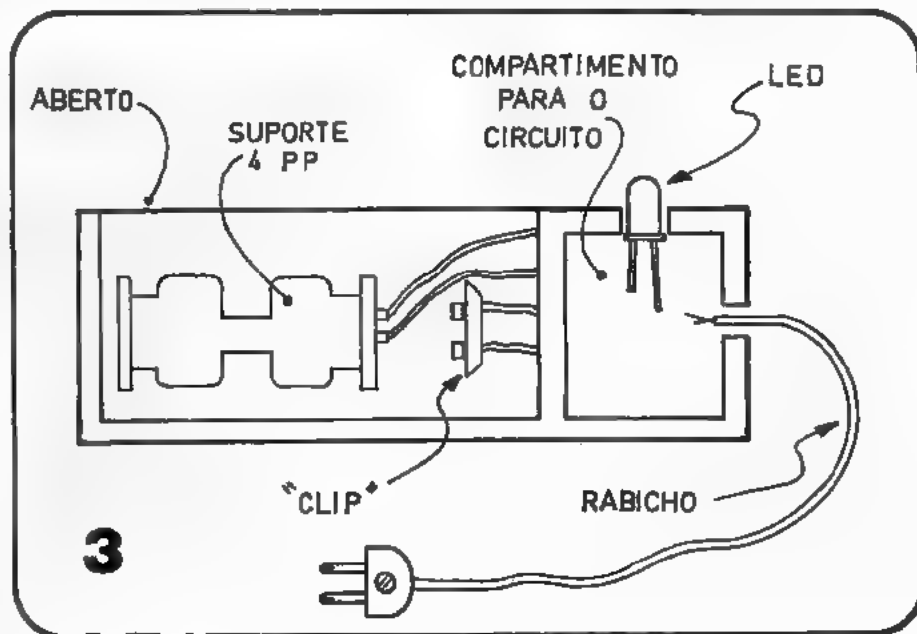 ABERTO
SUPORTE
4 PP
COMPARTIMENTO
PARA O
CIRCUITO
LED
"CLIP"
RABICHO
3